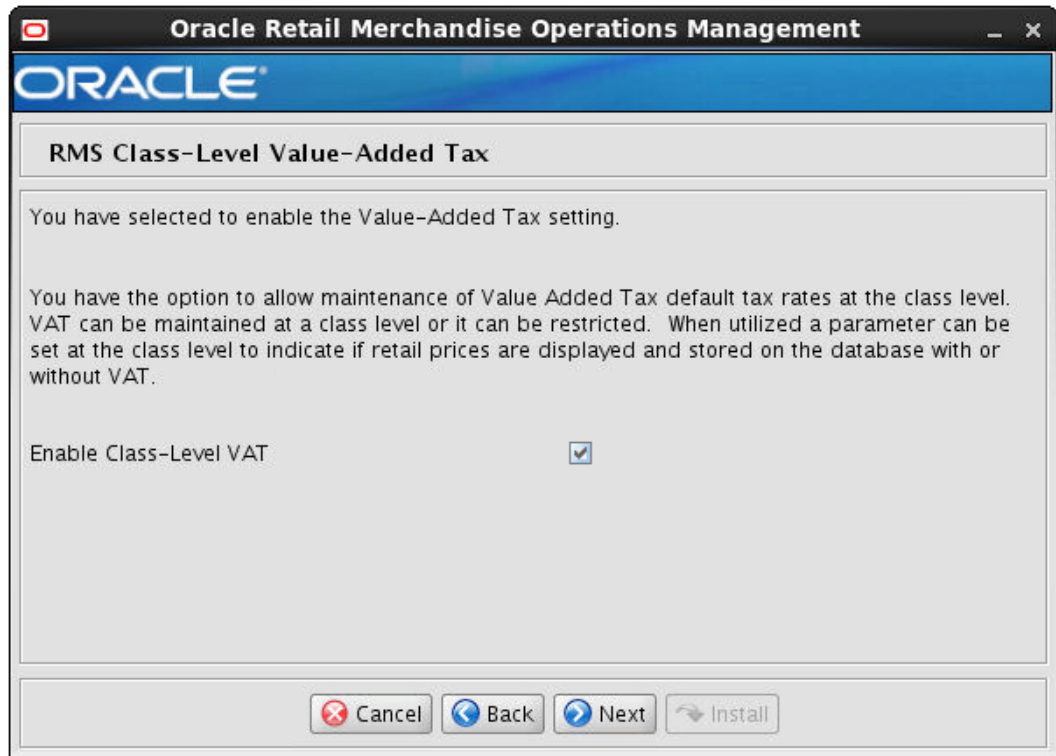 Oracle Retail Merchandise Operations Management
ORACLE®
RMS Class-Level Value-Added Tax
You have selected to enable the Value-Added Tax setting.
You have the option to allow maintenance of Value Added Tax default tax rates at the class level.
VAT can be maintained at a class level or it can be restricted.  When utilized a parameter can be
set at the class level to indicate if retail prices are displayed and stored on the database with or
without VAT.
Enable Class-Level VAT
Cancel Back Next Install